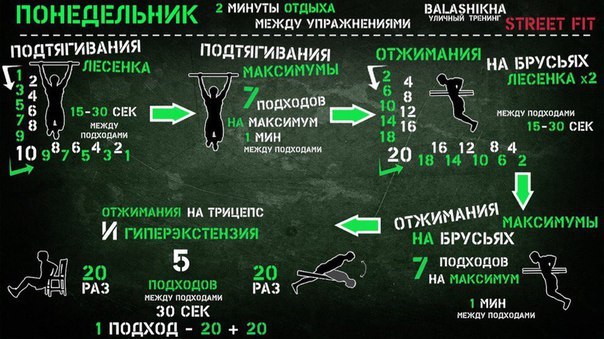 ПОНЕДЕЛЬНИК
2 МИНУТЫ ОТДЫХА
МЕЖДУ УПРАЖНЕНИЯМИ
BALASHIKHA
УЛИЧНЫЙ ТРЕНИНГ
STREET FIT
ПОДТЯГИВАНИЯ
ЛЕСЕНКА
1 2
3 4
5 6
7 8
9
10 9 8 7 6 5 4 3 2 1
15-30 СЕК
МЕЖДУ ПОДХОДАМИ
ПОДТЯГИВАНИЯ
МАКСИМУМЫ
7 ПОДХОДОВ
НА МАКСИМУМ
1 МИН
МЕЖДУ ПОДХОДАМИ
ОТЖИМАНИЯ НА БРУСЬЯХ
ЛЕСЕНКА x2
2 4
6 8
10 12
14 16
18
20 18 16 14 12 10 8 6 4 2
МЕЖДУ ПОДХОДАМИ
15-30 СЕК
ОТЖИМАНИЯ НА БРУСЬЯХ
МАКСИМУМЫ
7 ПОДХОДОВ
НА МАКСИМУМ
1 МИН
МЕЖДУ ПОДХОДАМИ
ОТЖИМАНИЯ НА ТРИЦЕПС
И ГИПЕРЭКСТЕНЗИЯ
20 РАЗ
5
ПОДХОДОВ
МЕЖДУ ПОДХОДАМИ
30 СЕК
20 РАЗ
1 ПОДХОД - 20 + 20